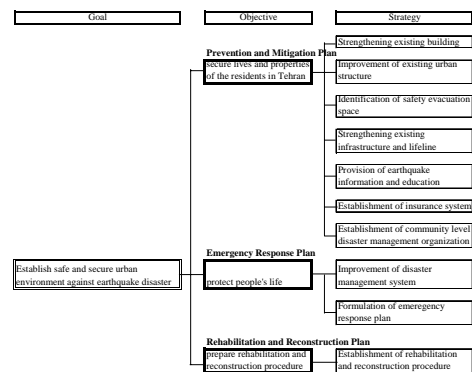 Goal
Objective
Strategy
Prevention and Mitigation Plan
secure lives and properties
of the residents in Tehran
Strengthening existing building
Improvement of existing urban
structure
Identification of safety evacuation
space
Strengthening existing
infrastructure and lifeline
Provision of earthquake
information and education
Establishment of insurance system
Establishment of community level
disaster management organization
Establish safe and secure urban
environment against earthquake disaster
Emergency Response Plan
protect people's life
Improvement of disaster
management system
Formulation of emeregency
response plan
Rehabilitation and Reconstruction Plan
prepare rehabilitation and
reconstruction procedure
Establishment of rehabilitation
and reconstruction procedure